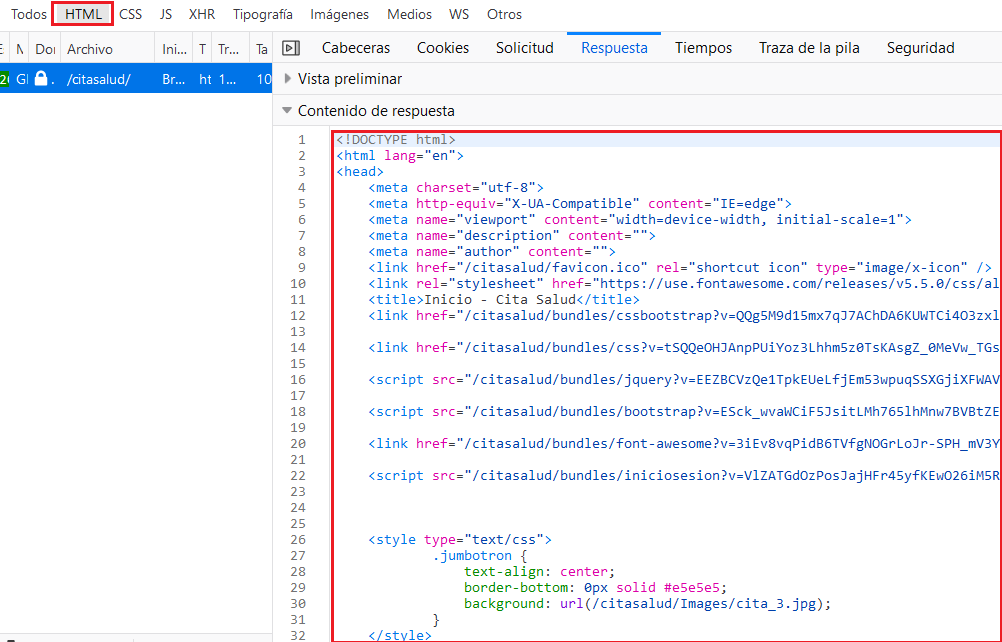 Todos HTML CSS JS XHR Tipografía Imágenes Medios WS Otros
Doı Archivo Ini... T Tr... Ta Cabeceras Cookies Solicitud Respuesta Tiempos Traza de la pila Seguridad
/citasalud/ Br... ht 1... 10 Vista preliminar
Contenido de respuesta
1 <!DOCTYPE html>
2 <html lang="en">
3 <head>
4 <meta charset="utf-8">
5 <meta http-equiv="X-UA-Compatible" content="IE=edge">
6 <meta name="viewport" content="width=device-width, initial-scale=1">
7 <meta name="description" content="">
8 <meta name="author" content="">
9 <link href="/citasalud/favicon.ico" rel="shortcut icon" type="image/x-icon" />
10 <link rel="stylesheet" href="https://use.fontawesome.com/releases/v5.5.0/css/al
11 <title>Inicio - Cita Salud</title>
12 <link href="/citasalud/bundles/cssbootstrap?v=QQg5M9d15mx7qJ7AChDA6KUWTCi4O3zxl
13
14 <link href="/citasalud/bundles/css?v=tSQQeOHJAnpPUiYoz3Lhhm5z0TsKAsgZ_0MeVw_TGs
15
16 <script src="/citasalud/bundles/jquery?v=EEZBCVzQe1TpkEUeLfjEm53wpuqSSXGjiXFWAV
17
18 <script src="/citasalud/bundles/bootstrap?v=ESck_wvaWCiF5JsitLMh765lhMnw7BVBtZE
19
20 <link href="/citasalud/bundles/font-awesome?v=3iEv8vqPidB6TVfgNOGrLoJr-SPH_mV3Y
21
22 <script src="/citasalud/bundles/iniciosesion?v=VlZATGdOzPosJajHFr45yfKEwO26iM5R
23
24
25
26 <style type="text/css">
27 .jumbotron {
28 text-align: center;
29 border-bottom: 0px solid #e5e5e5;
30 background: url(/citasalud/Images/cita_3.jpg);
31 }
32 </style>